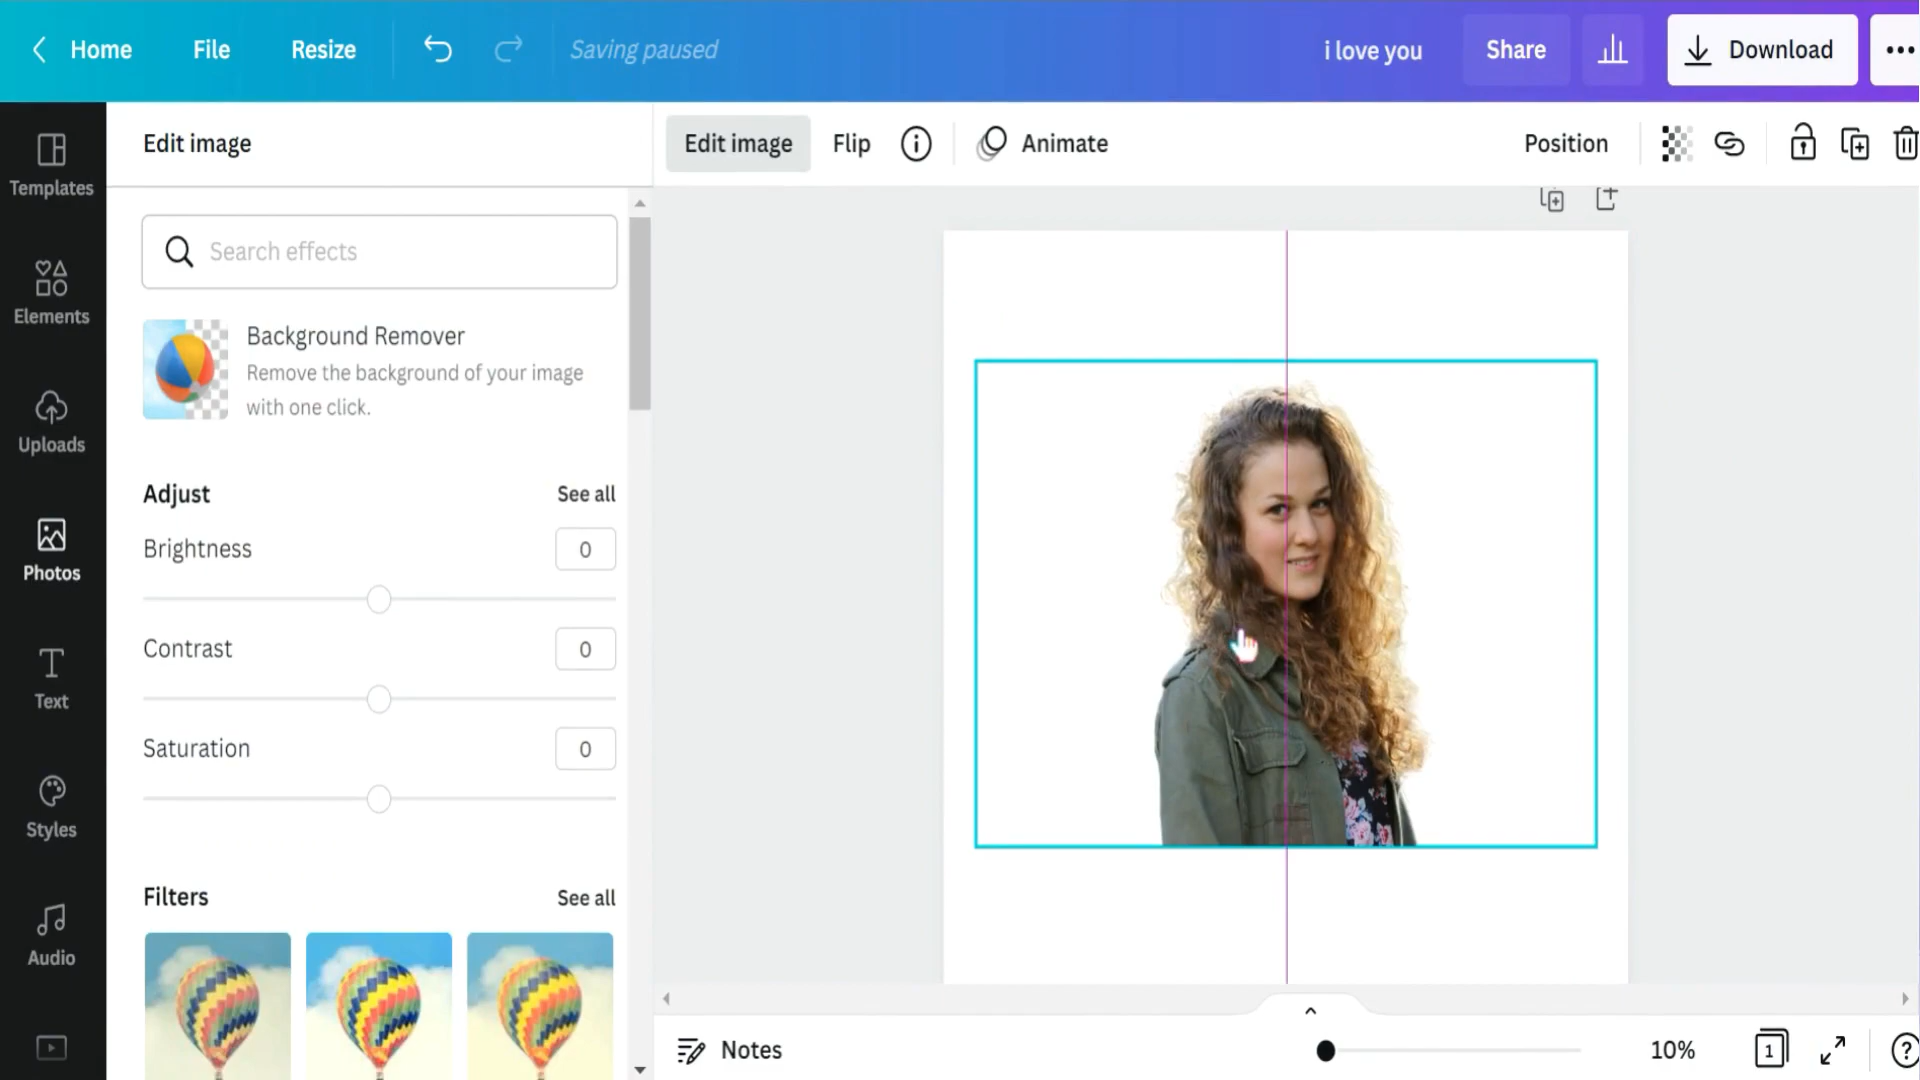 Home File Resize Saving paused i love you Share Download
Edit image
Edit image Flip Animate Position
Templates
Elements
Uploads
Photos
Text
Styles
Audio
Search effects
Background Remover
Remove the background of your image
with one click.
Adjust See all
Brightness 0
Contrast 0
Saturation 0
Filters See all
Notes 10% 1 ?